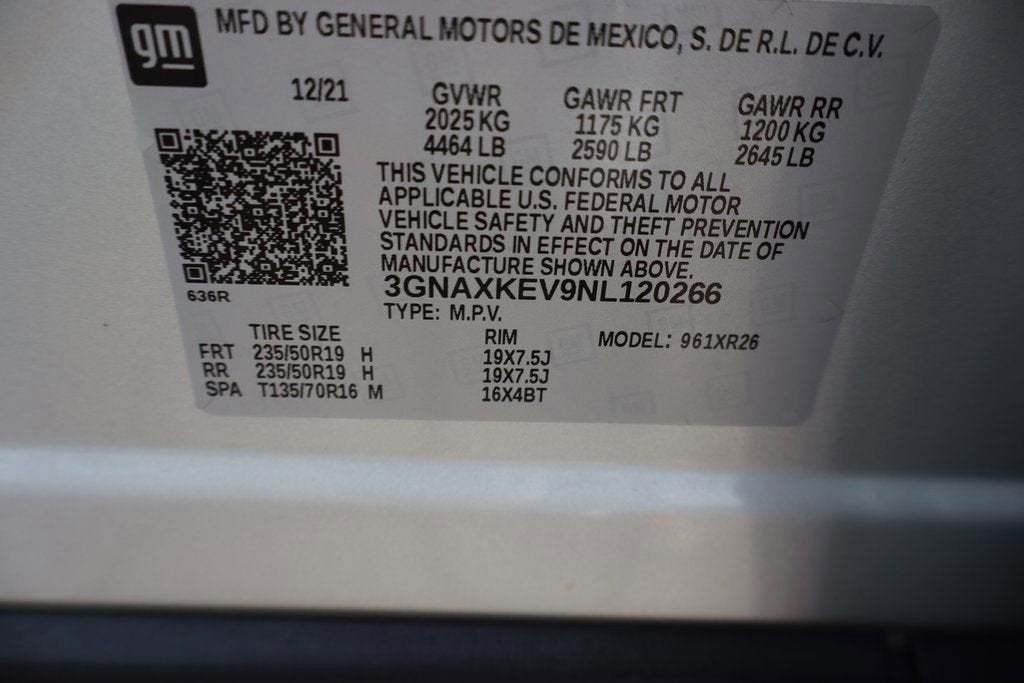 gm
MFD BY GENERAL MOTORS DE MEXICO, S. DE R.L. DE C.V.
12/21
GVWR GAWR FRT GAWR RR
2025 KG 1175 KG 1200 KG
4464 LB 2590 LB 2645 LB
THIS VEHICLE CONFORMS TO ALL
APPLICABLE U.S. FEDERAL MOTOR
VEHICLE SAFETY AND THEFT PREVENTION
STANDARDS IN EFFECT ON THE DATE OF
MANUFACTURE SHOWN ABOVE.
636R
3GNAXKEV9NL120266
TYPE: M.P.V.
TIRE SIZE RIM MODEL: 961XR26
FRT 235/50R19 H 19X7.5J
RR 235/50R19 H 19X7.5J
SPA T135/70R16 M 16X4BT